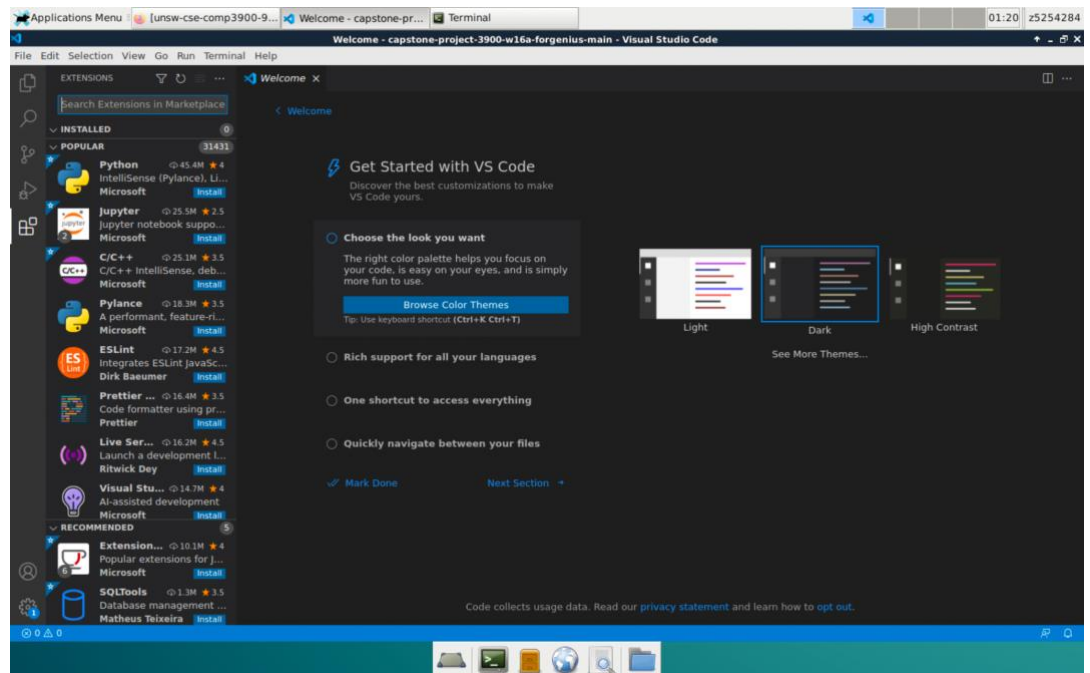 Applications Menu
[unsw-cse-comp3900-9...
Welcome - capstone-pr...
Terminal
01:20
z5254284
Welcome - capstone-project-3900-w16a-forgenius-main - Visual Studio Code
File Edit Selection View Go Run Terminal Help
EXTENSIONS
Welcome
Search Extensions in Marketplace
Welcome
INSTALLED 0
POPULAR 31431
Python 45.4M 4
IntelliSense (Pylance), Li...
Microsoft Install
Jupyter 25.5M 2.5
Jupyter notebook suppo...
Microsoft Install
jupyter
2
C/C++ 25.1M 3.5
C/C++ IntelliSense, deb...
Microsoft Install
C/C++
Pylance 18.3M 3.5
A performant, feature-ri...
Microsoft Install
ESLint 17.2M 4.5
Integrates ESLint JavaSc...
Dirk Baeumer Install
ES
Lint
Prettier ... 16.4M 3.5
Code formatter using pr...
Prettier Install
Live Ser... 16.2M 4.5
Launch a development l...
Ritwick Dey Install
Visual Stu... 14.7M 4
AI-assisted development
Microsoft Install
RECOMMENDED 5
Extension... 10.1M 4
Popular extensions for J...
Microsoft Install
6
SQLTools 1.3M 3.5
Database management ...
Matheus Teixeira Install
1
Get Started with VS Code
Discover the best customizations to make
VS Code yours.
Choose the look you want
The right color palette helps you focus on
your code, is easy on your eyes, and is simply
more fun to use.
Browse Color Themes
Tip: Use keyboard shortcut (Ctrl+K Ctrl+T)
Rich support for all your languages
One shortcut to access everything
Quickly navigate between your files
Mark Done
Next Section
Light
Dark
High Contrast
See More Themes...
Code collects usage data. Read our privacy statement and learn how to opt out.
0 0